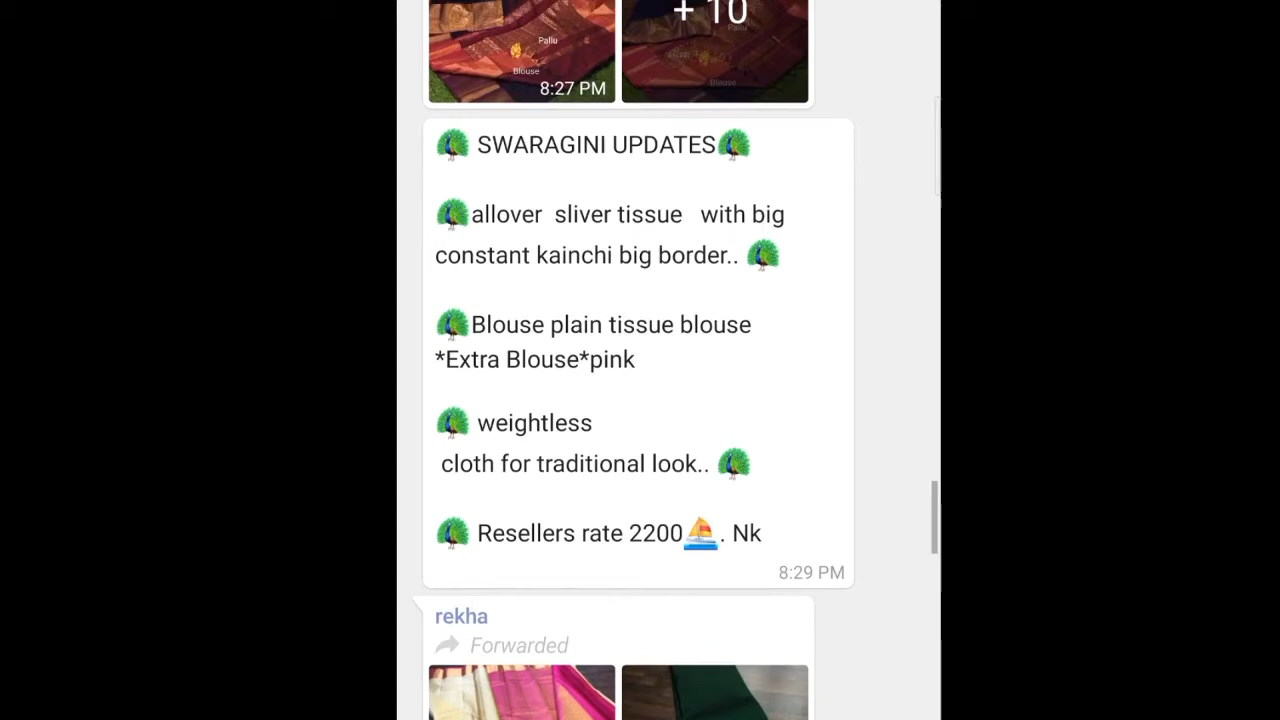 + 10
Pallu
Pallu
Blouse
Blouse
8:27 PM
🦚 SWARAGINI UPDATES🦚
🦚allover  sliver tissue   with big
constant kainchi big border.. 🦚
🦚Blouse plain tissue blouse
*Extra Blouse*pink
🦚 weightless
cloth for traditional look.. 🦚
🦚 Resellers rate 2200⛵. Nk
8:29 PM
rekha
Forwarded